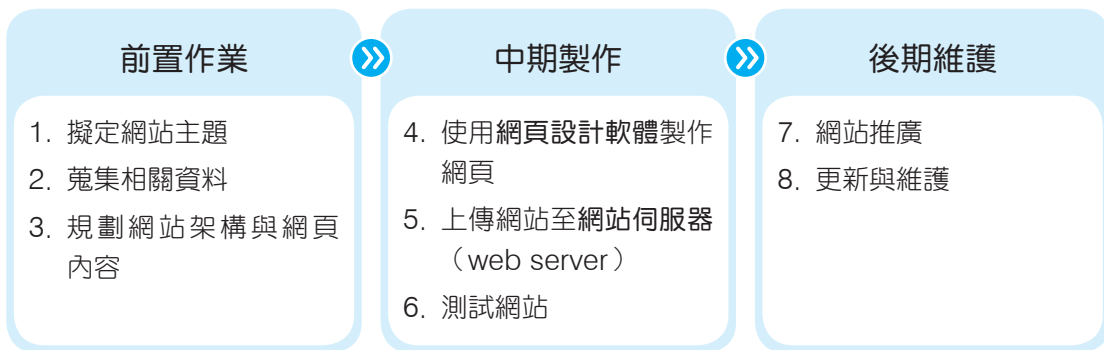 前置作業
1. 擬定網站主題
2. 蒐集相關資料
3. 規劃網站架構與網頁
內容
中期製作
4. 使用網頁設計軟體製作
網頁
5. 上傳網站至網站伺服器
（web server）
6. 測試網站
後期維護
7. 網站推廣
8. 更新與維護